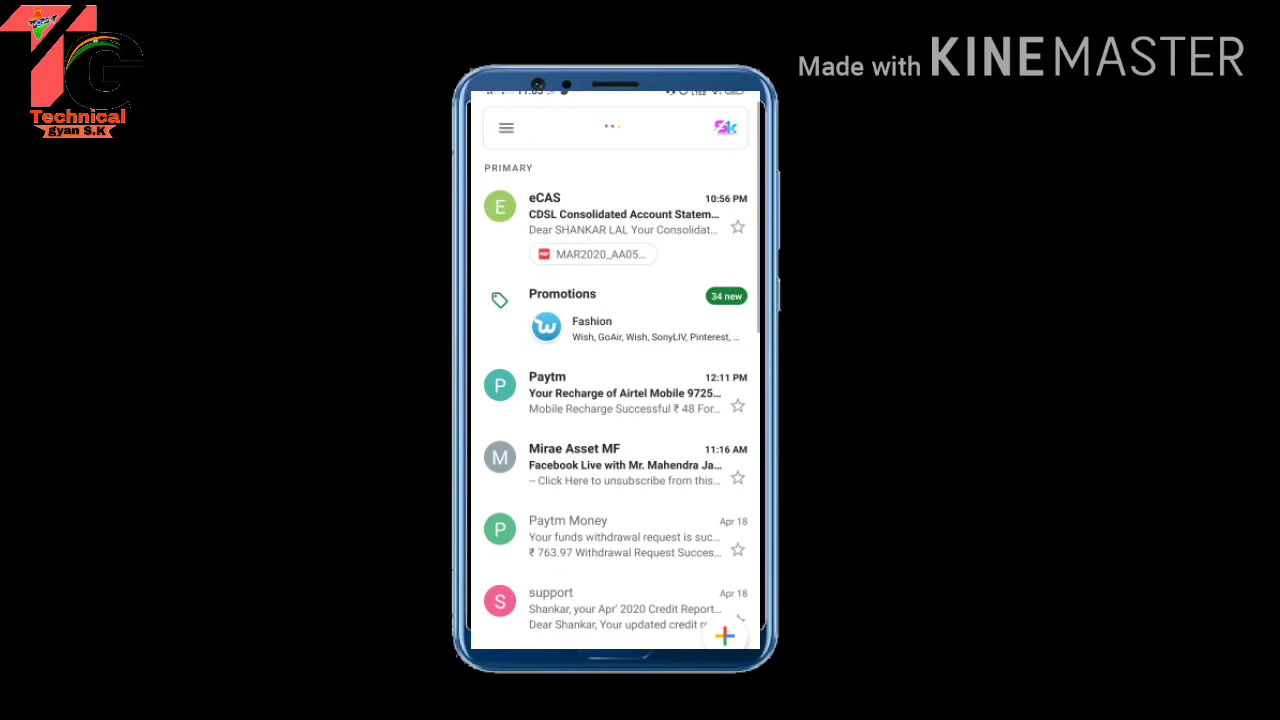 TG
Technical
gyan S.K
Made with KINEMASTER
Sk
PRIMARY
E
eCAS
10:56 PM
CDSL Consolidated Account Statem...
Dear SHANKAR LAL Your Consolidat...
PDF
MAR2020_AA05...
Promotions
34 new
Fashion
Wish, GoAir, Wish, SonyLIV, Pinterest, ...
P
Paytm
12:11 PM
Your Recharge of Airtel Mobile 9725...
Mobile Recharge Successful ₹ 48 For...
M
Mirae Asset MF
11:16 AM
Facebook Live with Mr. Mahendra Ja...
-- Click Here to unsubscribe from this...
P
Paytm Money
Apr 18
Your funds withdrawal request is suc...
₹ 763.97 Withdrawal Request Succes...
S
support
Apr 18
Shankar, your Apr' 2020 Credit Report...
Dear Shankar, Your updated credit